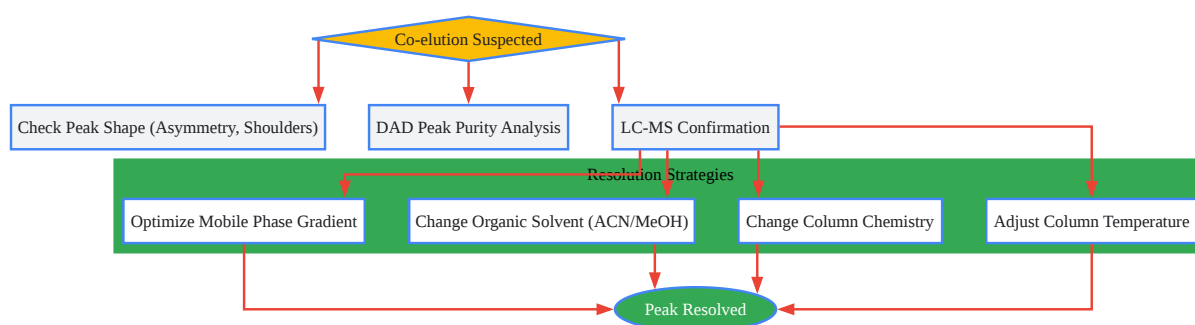 Co-elution Suspected
Check Peak Shape (Asymmetry, Shoulders)
DAD Peak Purity Analysis
LC-MS Confirmation
Resolution Strategies
Optimize Mobile Phase Gradient
Change Organic Solvent (ACN/MeOH)
Change Column Chemistry
Adjust Column Temperature
Peak Resolved